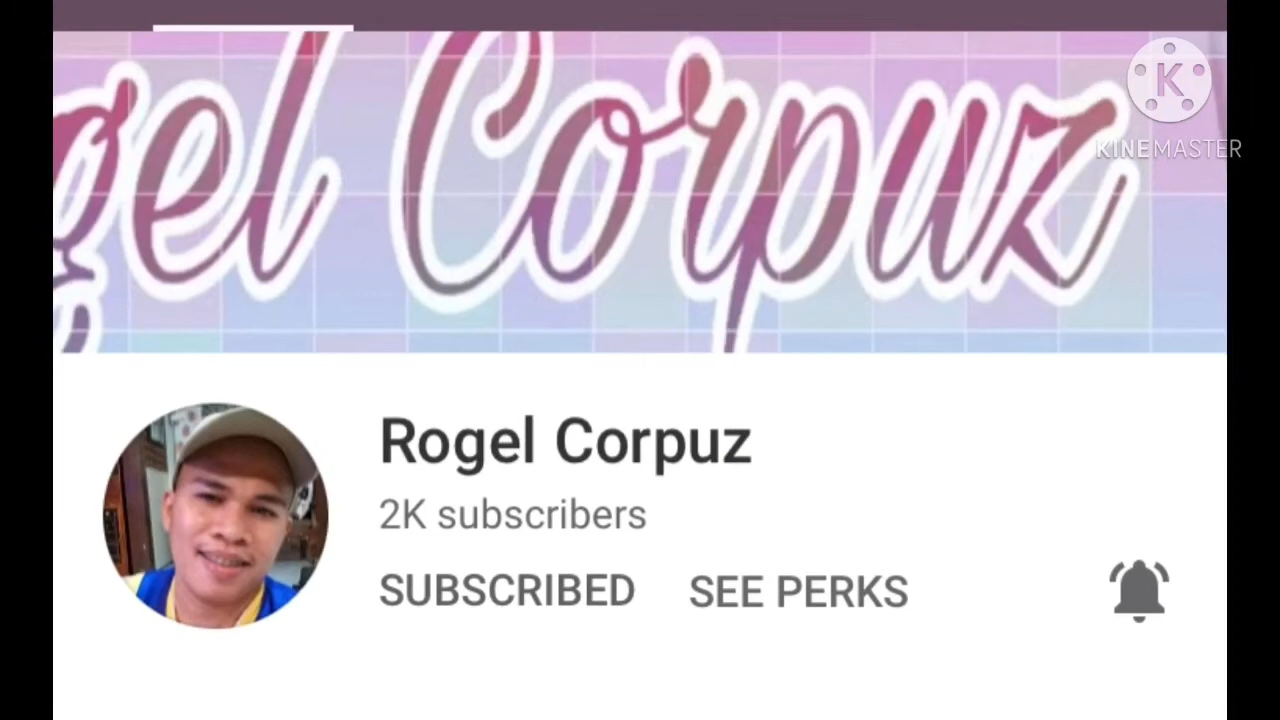 gel Corpuz
K
KINEMASTER
Rogel Corpuz
2K subscribers
SUBSCRIBED SEE PERKS